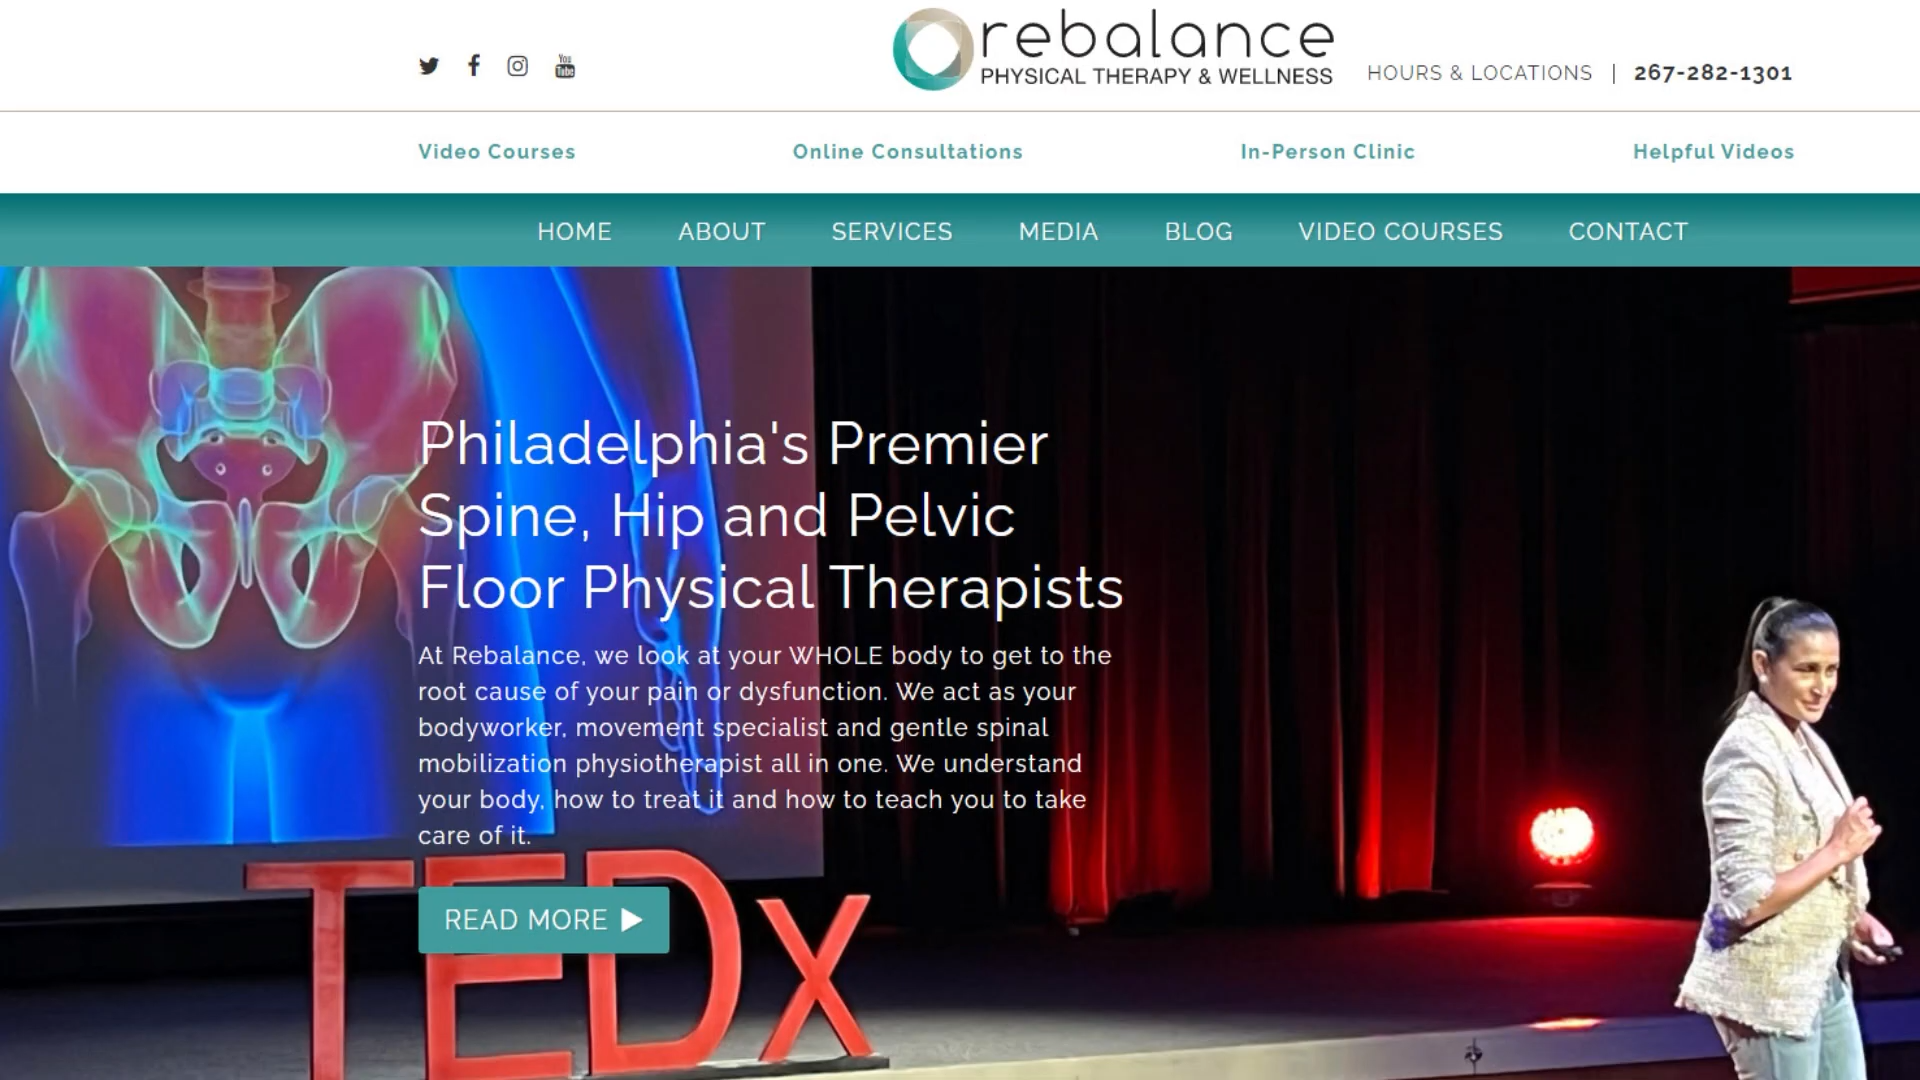 You
Tube
rebalance
PHYSICAL THERAPY & WELLNESS
HOURS & LOCATIONS | 267-282-1301
Video Courses
Online Consultations
In-Person Clinic
Helpful Videos
HOME
ABOUT
SERVICES
MEDIA
BLOG
VIDEO COURSES
CONTACT
Philadelphia's Premier
Spine, Hip and Pelvic
Floor Physical Therapists
At Rebalance, we look at your WHOLE body to get to the
root cause of your pain or dysfunction. We act as your
bodyworker, movement specialist and gentle spinal
mobilization physiotherapist all in one. We understand
your body, how to treat it and how to teach you to take
care of it.
READ MORE
TEDx